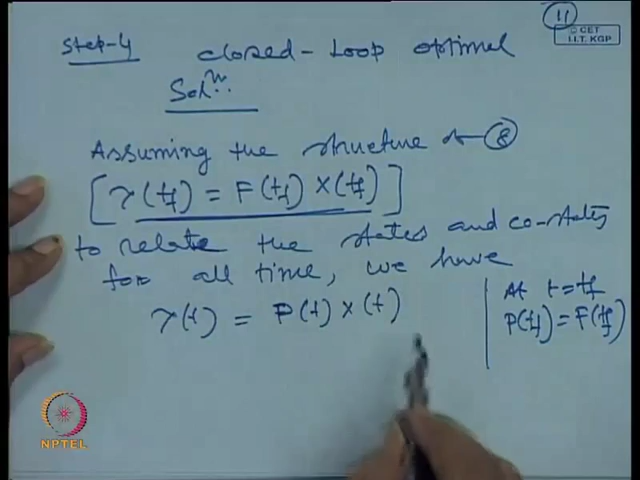 11
© CET
I.I.T. KGP
Step-4 closed-Loop optimal
Solⁿ.
Assuming the structure of ⑧
[λ(tf) = F(tf) X(tf)]
to relate the states and co-states
for all time, we have
λ(t) = P(t) X(t)
At t=tf
P(tf) = F(tf)
NPTEL